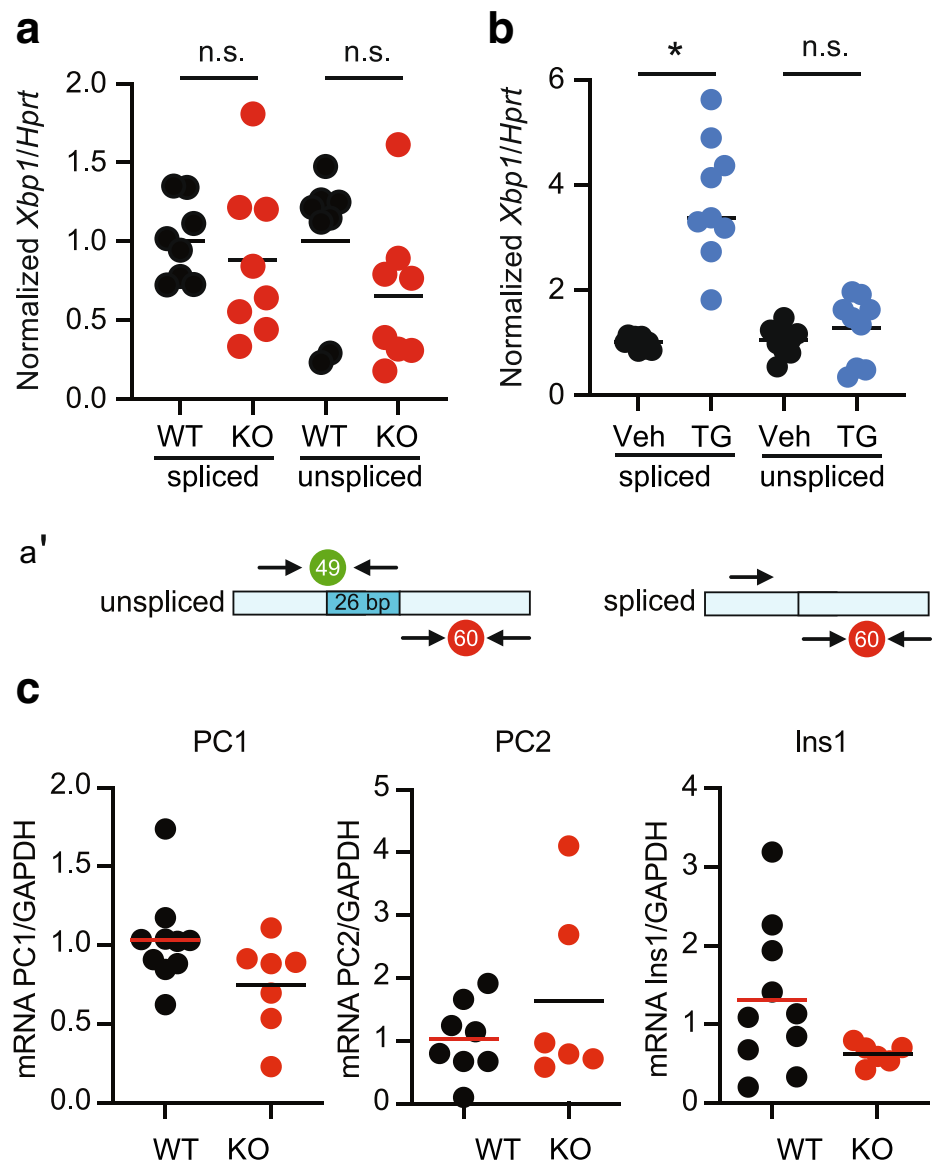 a
n.s.
n.s.
Normalized Xbp1/Hprt
2.0
1.5
1.0
0.5
0.0
WT
KO
WT
KO
spliced
unspliced
b
*
n.s.
Normalized Xbp1/Hprt
6
4
2
0
Veh
TG
Veh
TG
spliced
unspliced
a'
49
unspliced
26 bp
60
spliced
60
c
PC1
mRNA PC1/GAPDH
2.0
1.5
1.0
0.5
0.0
WT
KO
PC2
mRNA PC2/GAPDH
5
4
3
2
1
0
WT
KO
Ins1
mRNA Ins1/GAPDH
4
3
2
1
0
WT
KO